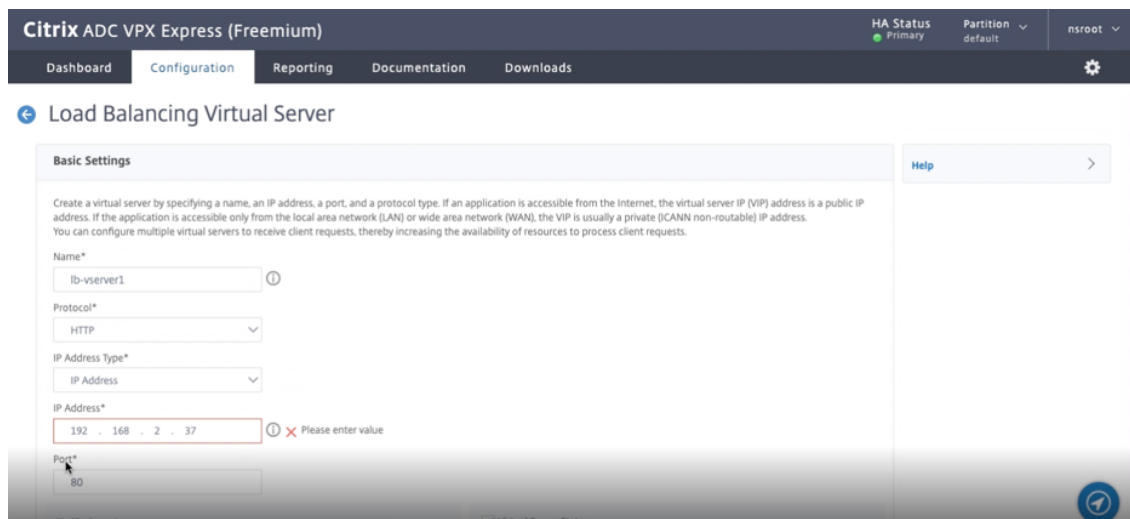 Citrix ADC VPX Express (Freemium)
HA Status
Primary
Partition
default
nsroot
Dashboard
Configuration
Reporting
Documentation
Downloads
Load Balancing Virtual Server
Basic Settings
Help
Create a virtual server by specifying a name, an IP address, a port, and a protocol type. If an application is accessible from the Internet, the virtual server IP (VIP) address is a public IP
address. If the application is accessible only from the local area network (LAN) or wide area network (WAN), the VIP is usually a private (ICANN non-routable) IP address.
You can configure multiple virtual servers to receive client requests, thereby increasing the availability of resources to process client requests.
Name*
lb-vserver1
Protocol*
HTTP
IP Address Type*
IP Address
IP Address*
192 . 168 . 2 . 37
Please enter value
Port*
80